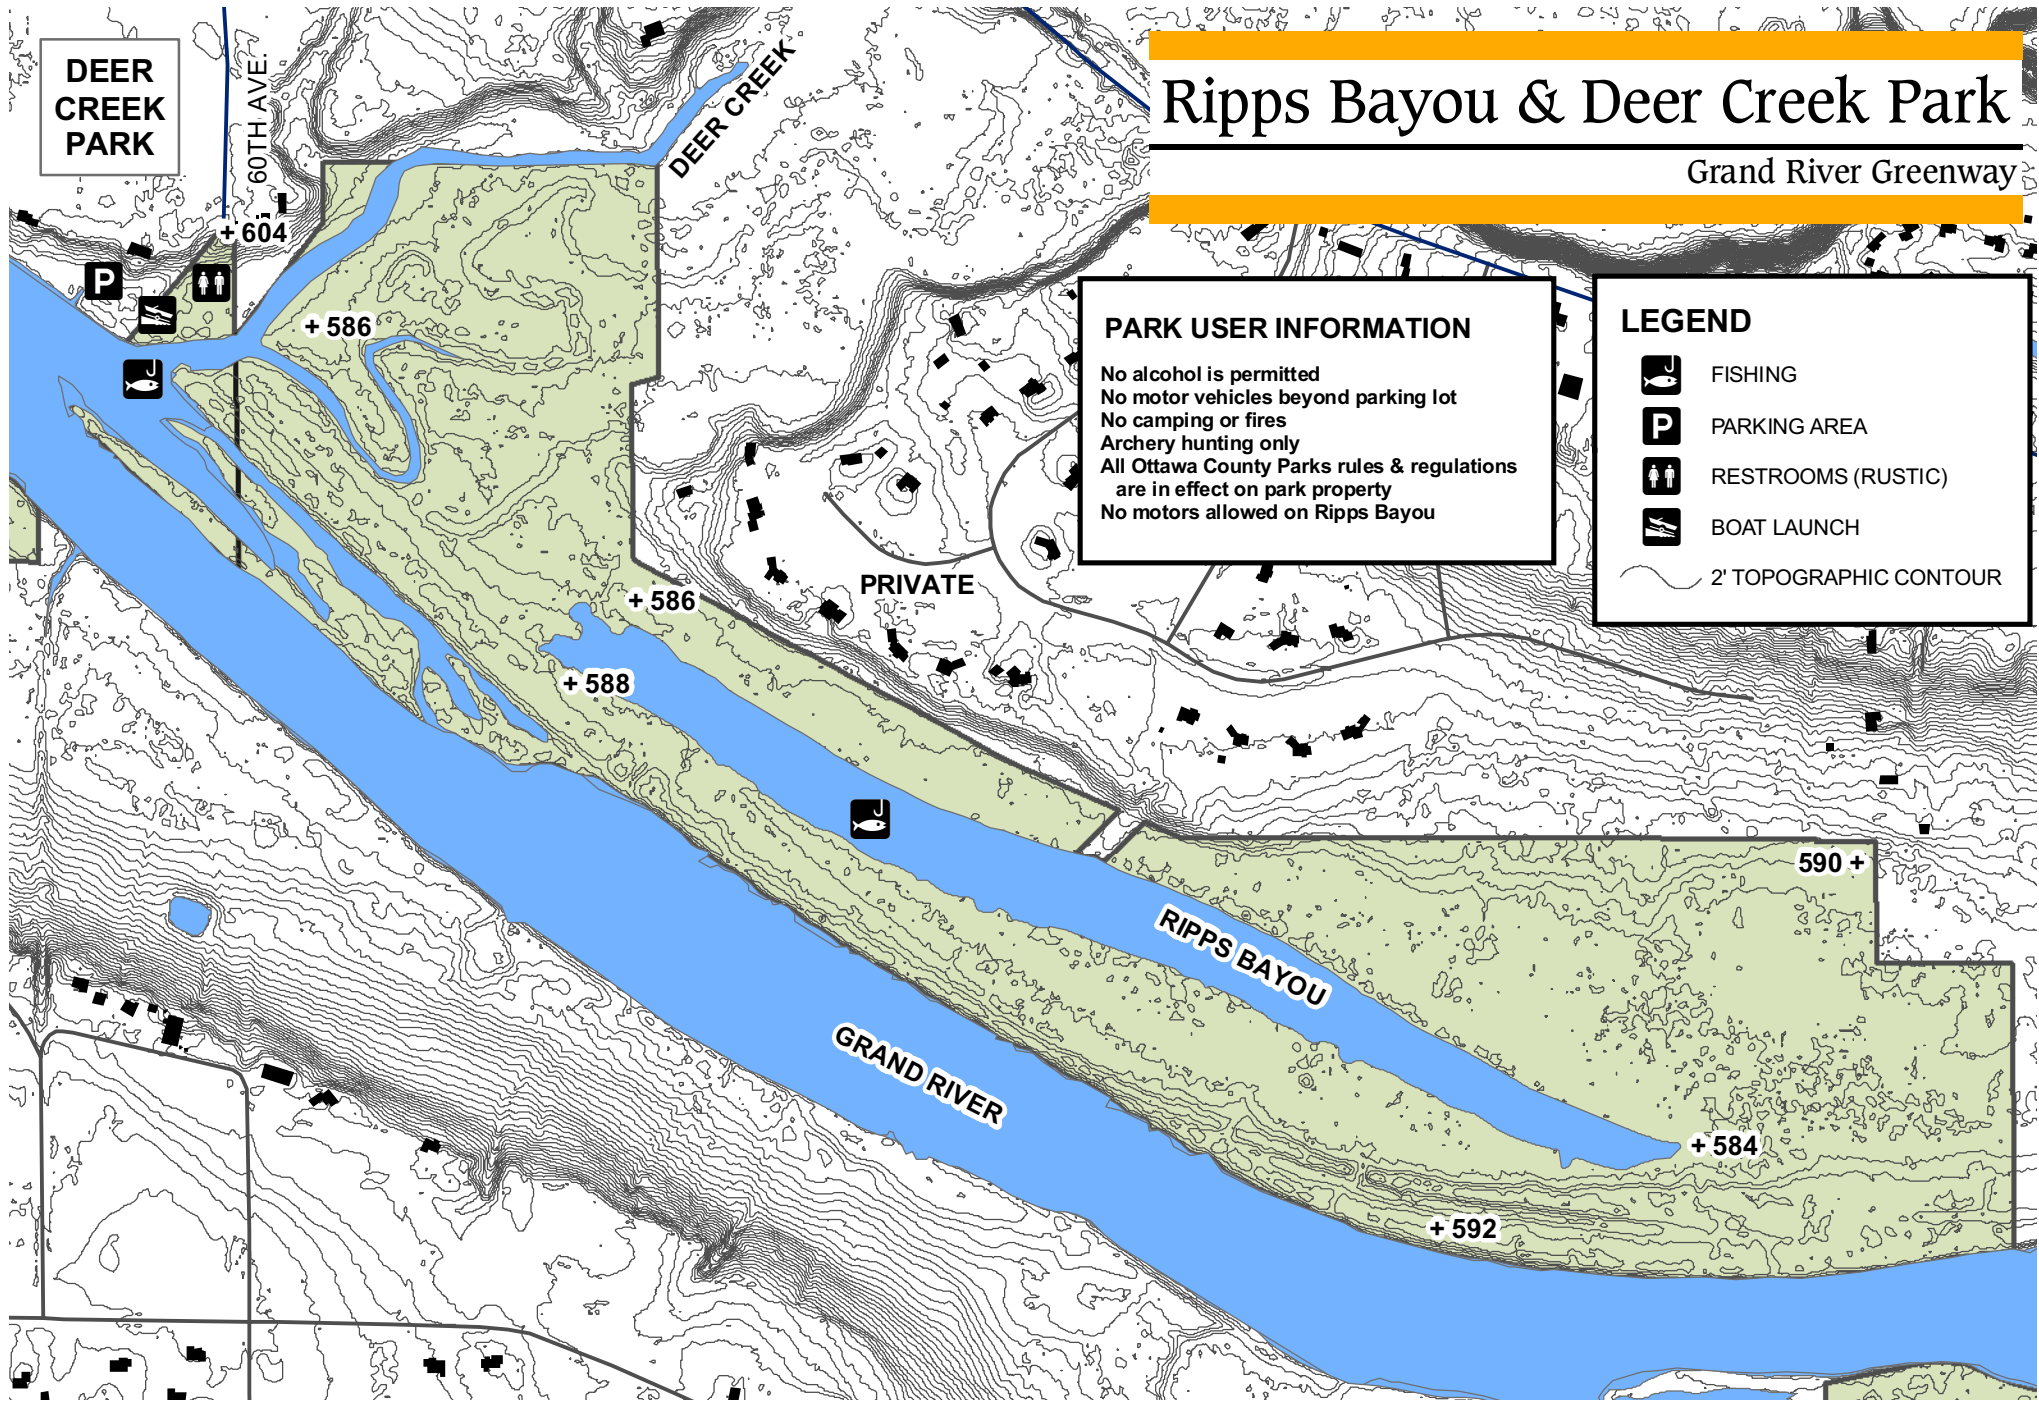 DEER
CREEK
PARK
60TH AVE.
DEER CREEK
Ripps Bayou & Deer Creek Park
Grand River Greenway
+ 604
P
+ 586
PARK USER INFORMATION
No alcohol is permitted
No motor vehicles beyond parking lot
No camping or fires
Archery hunting only
All Ottawa County Parks rules & regulations
are in effect on park property
No motors allowed on Ripps Bayou
LEGEND
FISHING
P PARKING AREA
RESTROOMS (RUSTIC)
BOAT LAUNCH
2' TOPOGRAPHIC CONTOUR
PRIVATE
+ 586
+ 588
590 +
RIPPS BAYOU
GRAND RIVER
+ 584
+ 592